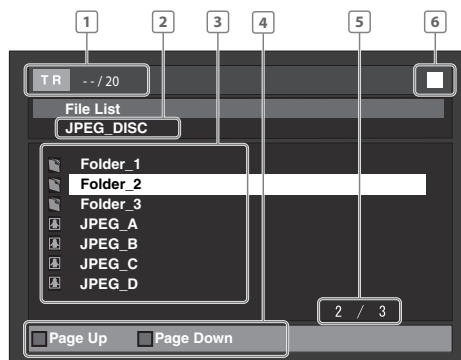 1 2 3 4 5 6
T R - - / 20
File List
JPEG_DISC
Folder_1
Folder_2
Folder_3
JPEG_A
JPEG_B
JPEG_C
JPEG_D
2 / 3
Page Up Page Down